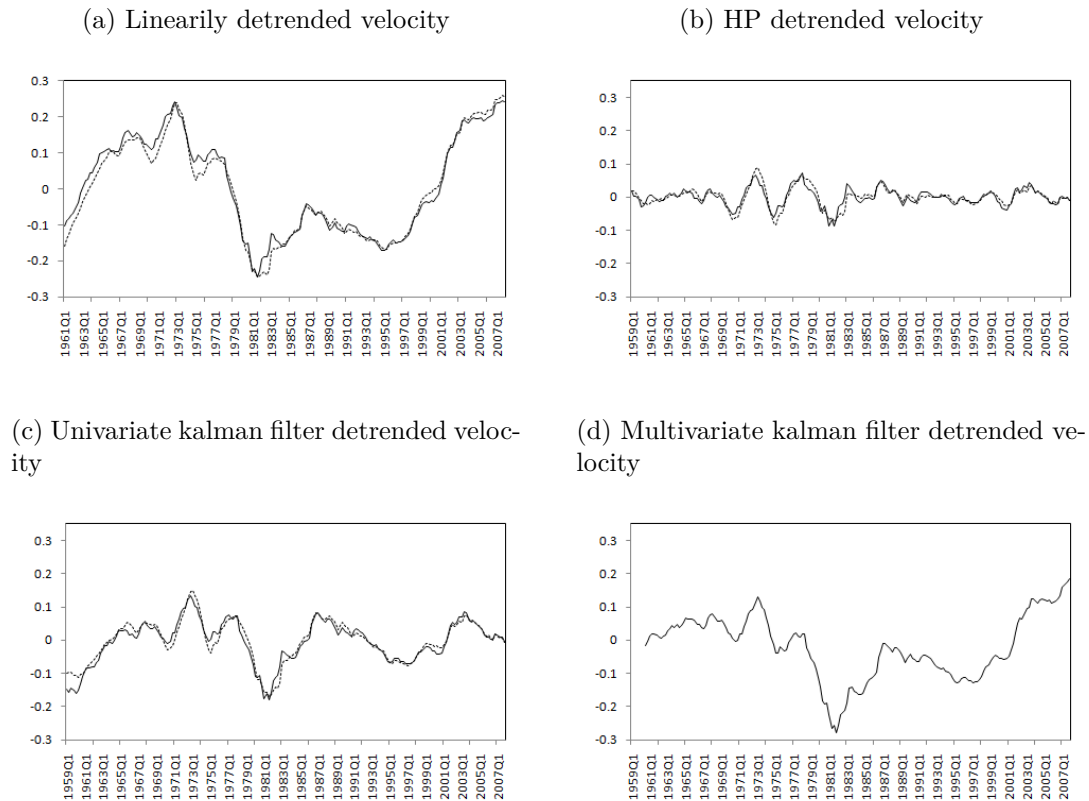 (a) Linearily detrended velocity
0.3
0.2
0.1
0
-0.1
-0.2
-0.3
1961Q1
1963Q1
1965Q1
1967Q1
1969Q1
1971Q1
1973Q1
1975Q1
1977Q1
1979Q1
1981Q1
1983Q1
1985Q1
1987Q1
1989Q1
1991Q1
1993Q1
1995Q1
1997Q1
1999Q1
2001Q1
2003Q1
2005Q1
2007Q1
(b) HP detrended velocity
0.3
0.2
0.1
0
-0.1
-0.2
-0.3
1959Q1
1961Q1
1963Q1
1965Q1
1967Q1
1969Q1
1971Q1
1973Q1
1975Q1
1977Q1
1979Q1
1981Q1
1983Q1
1985Q1
1987Q1
1989Q1
1991Q1
1993Q1
1995Q1
1997Q1
1999Q1
2001Q1
2003Q1
2005Q1
2007Q1
(c) Univariate kalman filter detrended veloc-
ity
0.3
0.2
0.1
0
-0.1
-0.2
-0.3
1959Q1
1961Q1
1963Q1
1965Q1
1967Q1
1969Q1
1971Q1
1973Q1
1975Q1
1977Q1
1979Q1
1981Q1
1983Q1
1985Q1
1987Q1
1989Q1
1991Q1
1993Q1
1995Q1
1997Q1
1999Q1
2001Q1
2003Q1
2005Q1
2007Q1
(d) Multivariate kalman filter detrended ve-
locity
0.3
0.2
0.1
0
-0.1
-0.2
-0.3
1959Q1
1961Q1
1963Q1
1965Q1
1967Q1
1969Q1
1971Q1
1973Q1
1975Q1
1977Q1
1979Q1
1981Q1
1983Q1
1985Q1
1987Q1
1989Q1
1991Q1
1993Q1
1995Q1
1997Q1
1999Q1
2001Q1
2003Q1
2005Q1
2007Q1